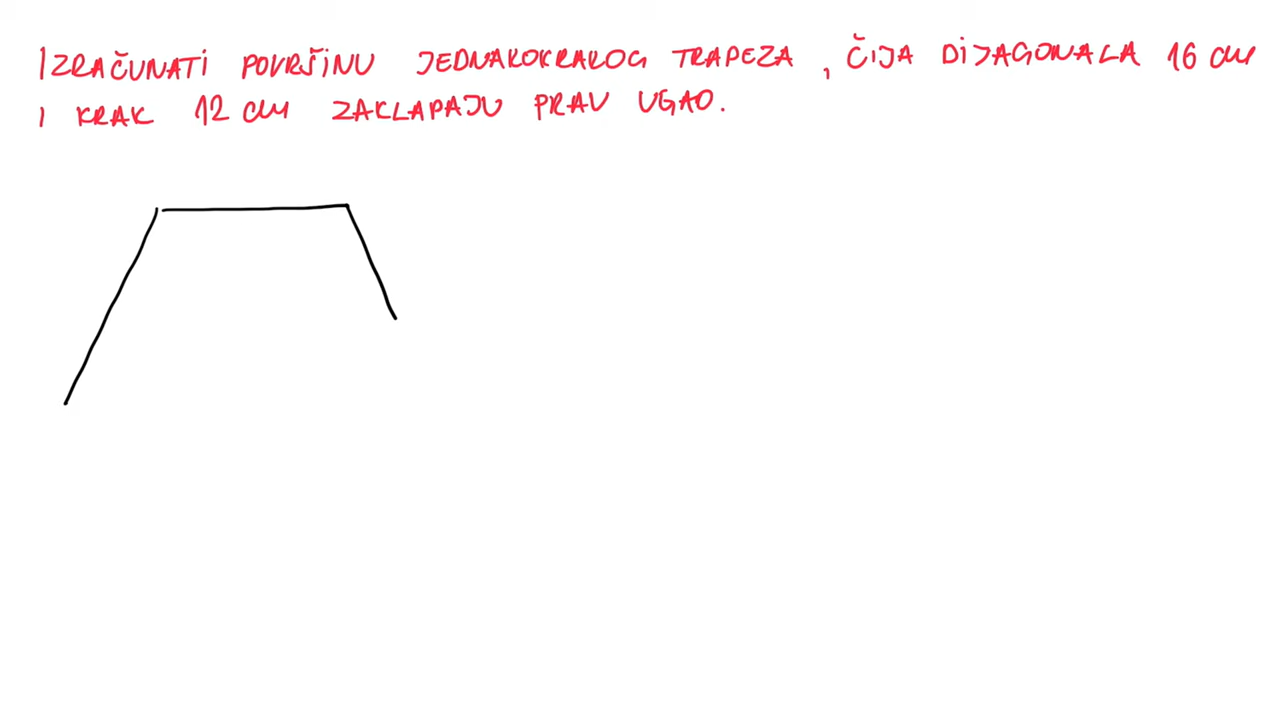 IZRAČUNATI POVRŠINU JEDNAKOKRAKOG TRAPEZA, ČIJA DIJAGONALA 16 cm
I KRAK 12 cm ZAKLAPAJU PRAV UGAO.